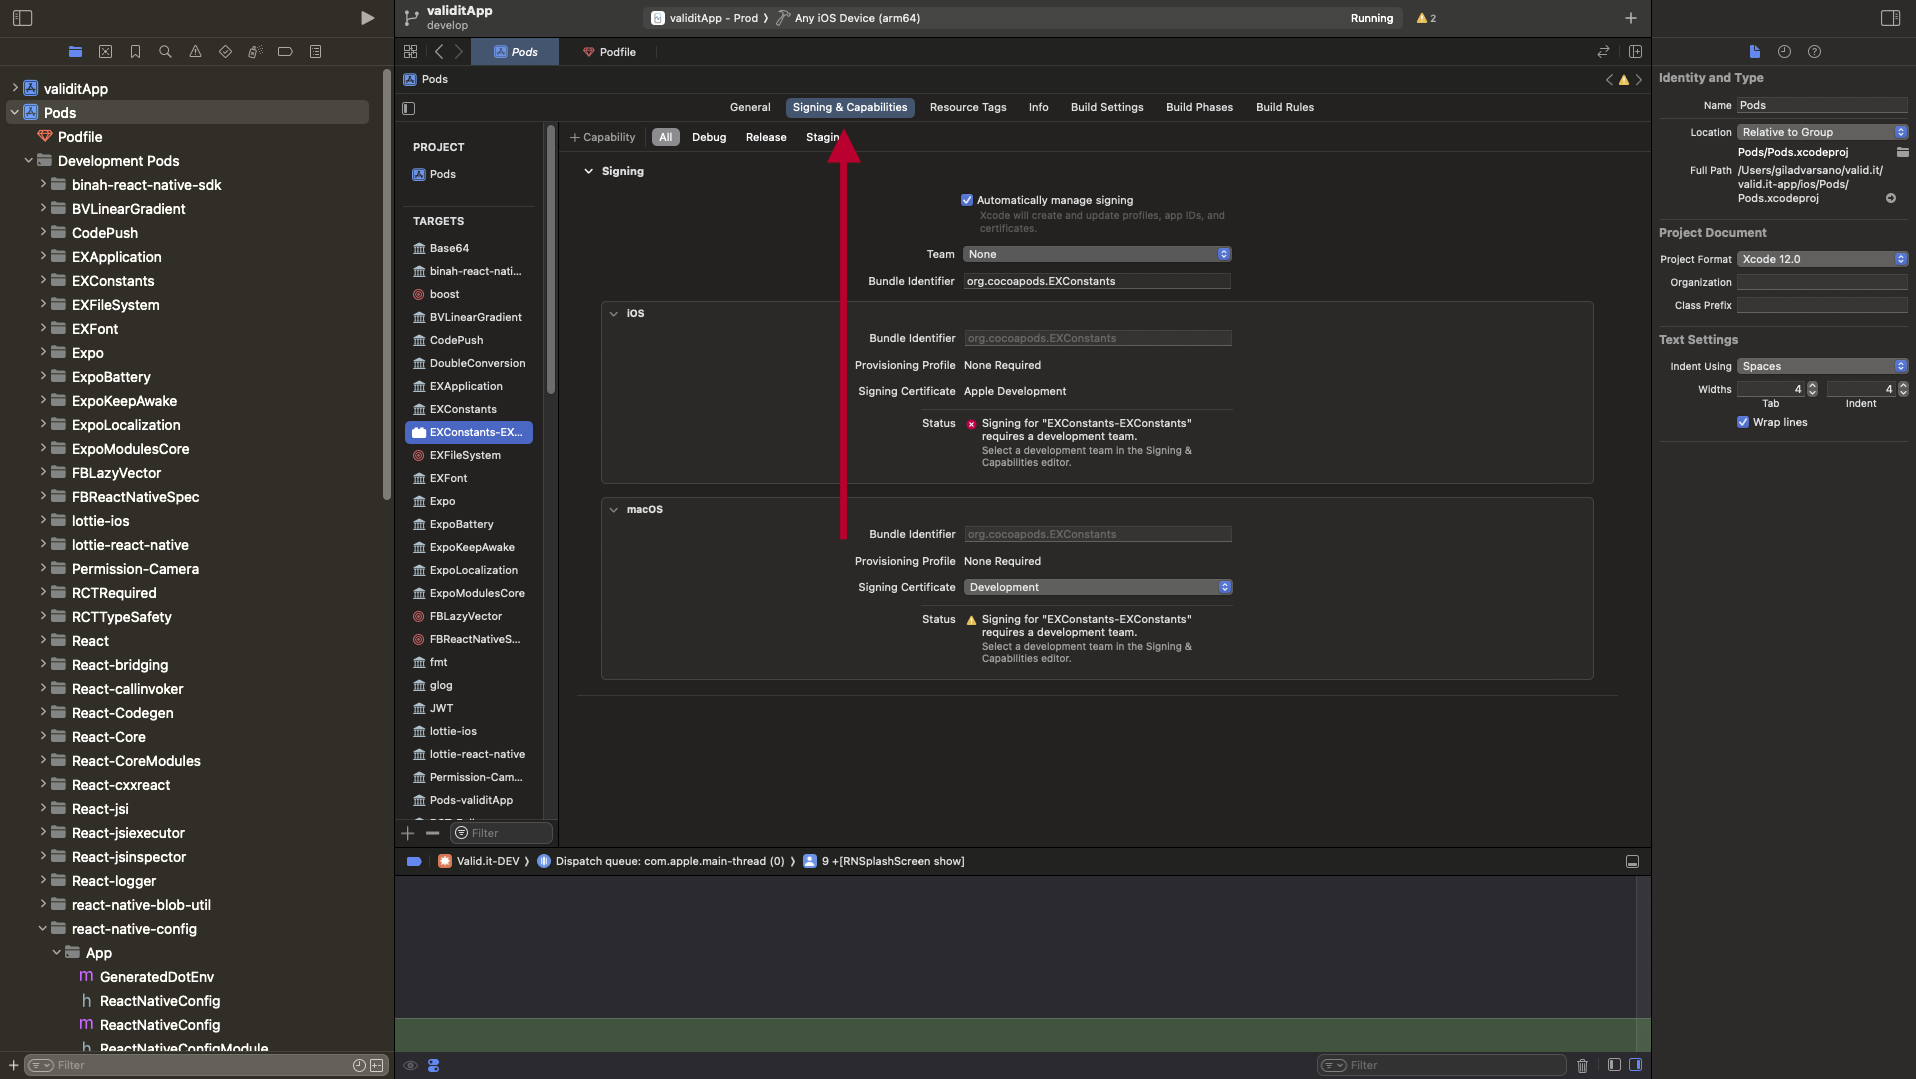 validitApp
develop
validitApp - Prod ⟩ Any iOS Device (arm64)
Running
2
Pods
Podfile
validitApp
Pods
Podfile
Development Pods
binah-react-native-sdk
BVLinearGradient
CodePush
EXApplication
EXConstants
EXFileSystem
EXFont
Expo
ExpoBattery
ExpoKeepAwake
ExpoLocalization
ExpoModulesCore
FBLazyVector
FBReactNativeSpec
lottie-ios
lottie-react-native
Permission-Camera
RCTRequired
RCTTypeSafety
React
React-bridging
React-callinvoker
React-Codegen
React-Core
React-CoreModules
React-cxxreact
React-jsi
React-jsiexecutor
React-jsinspector
React-logger
react-native-blob-util
react-native-config
App
m GeneratedDotEnv
h ReactNativeConfig
m ReactNativeConfig
h ReactNativeConfigModule
Filter
Pods
General
Signing & Capabilities
Resource Tags
Info
Build Settings
Build Phases
Build Rules
PROJECT
Pods
TARGETS
Base64
binah-react-nati...
boost
BVLinearGradient
CodePush
DoubleConversion
EXApplication
EXConstants
EXConstants-EX...
EXFileSystem
EXFont
Expo
ExpoBattery
ExpoKeepAwake
ExpoLocalization
ExpoModulesCore
FBLazyVector
FBReactNativeS...
fmt
glog
JWT
lottie-ios
lottie-react-native
Permission-Cam...
Pods-validitApp
Filter
+ Capability
All
Debug
Release
Staging
Signing
Automatically manage signing
Xcode will create and update profiles, app IDs, and
certificates.
Team None
Bundle Identifier org.cocoapods.EXConstants
iOS
Bundle Identifier org.cocoapods.EXConstants
Provisioning Profile None Required
Signing Certificate Apple Development
Status Signing for "EXConstants-EXConstants"
requires a development team.
Select a development team in the Signing &
Capabilities editor.
macOS
Bundle Identifier org.cocoapods.EXConstants
Provisioning Profile None Required
Signing Certificate Development
Status Signing for "EXConstants-EXConstants"
requires a development team.
Select a development team in the Signing &
Capabilities editor.
Valid.it-DEV ⟩ Dispatch queue: com.apple.main-thread (0) ⟩ 9 +[RNSplashScreen show]
Filter
Identity and Type
Name Pods
Location Relative to Group
Pods/Pods.xcodeproj
Full Path /Users/giladvarsano/valid.it/
valid.it-app/ios/Pods/
Pods.xcodeproj
Project Document
Project Format Xcode 12.0
Organization
Class Prefix
Text Settings
Indent Using Spaces
Widths 4 4
Tab Indent
Wrap lines